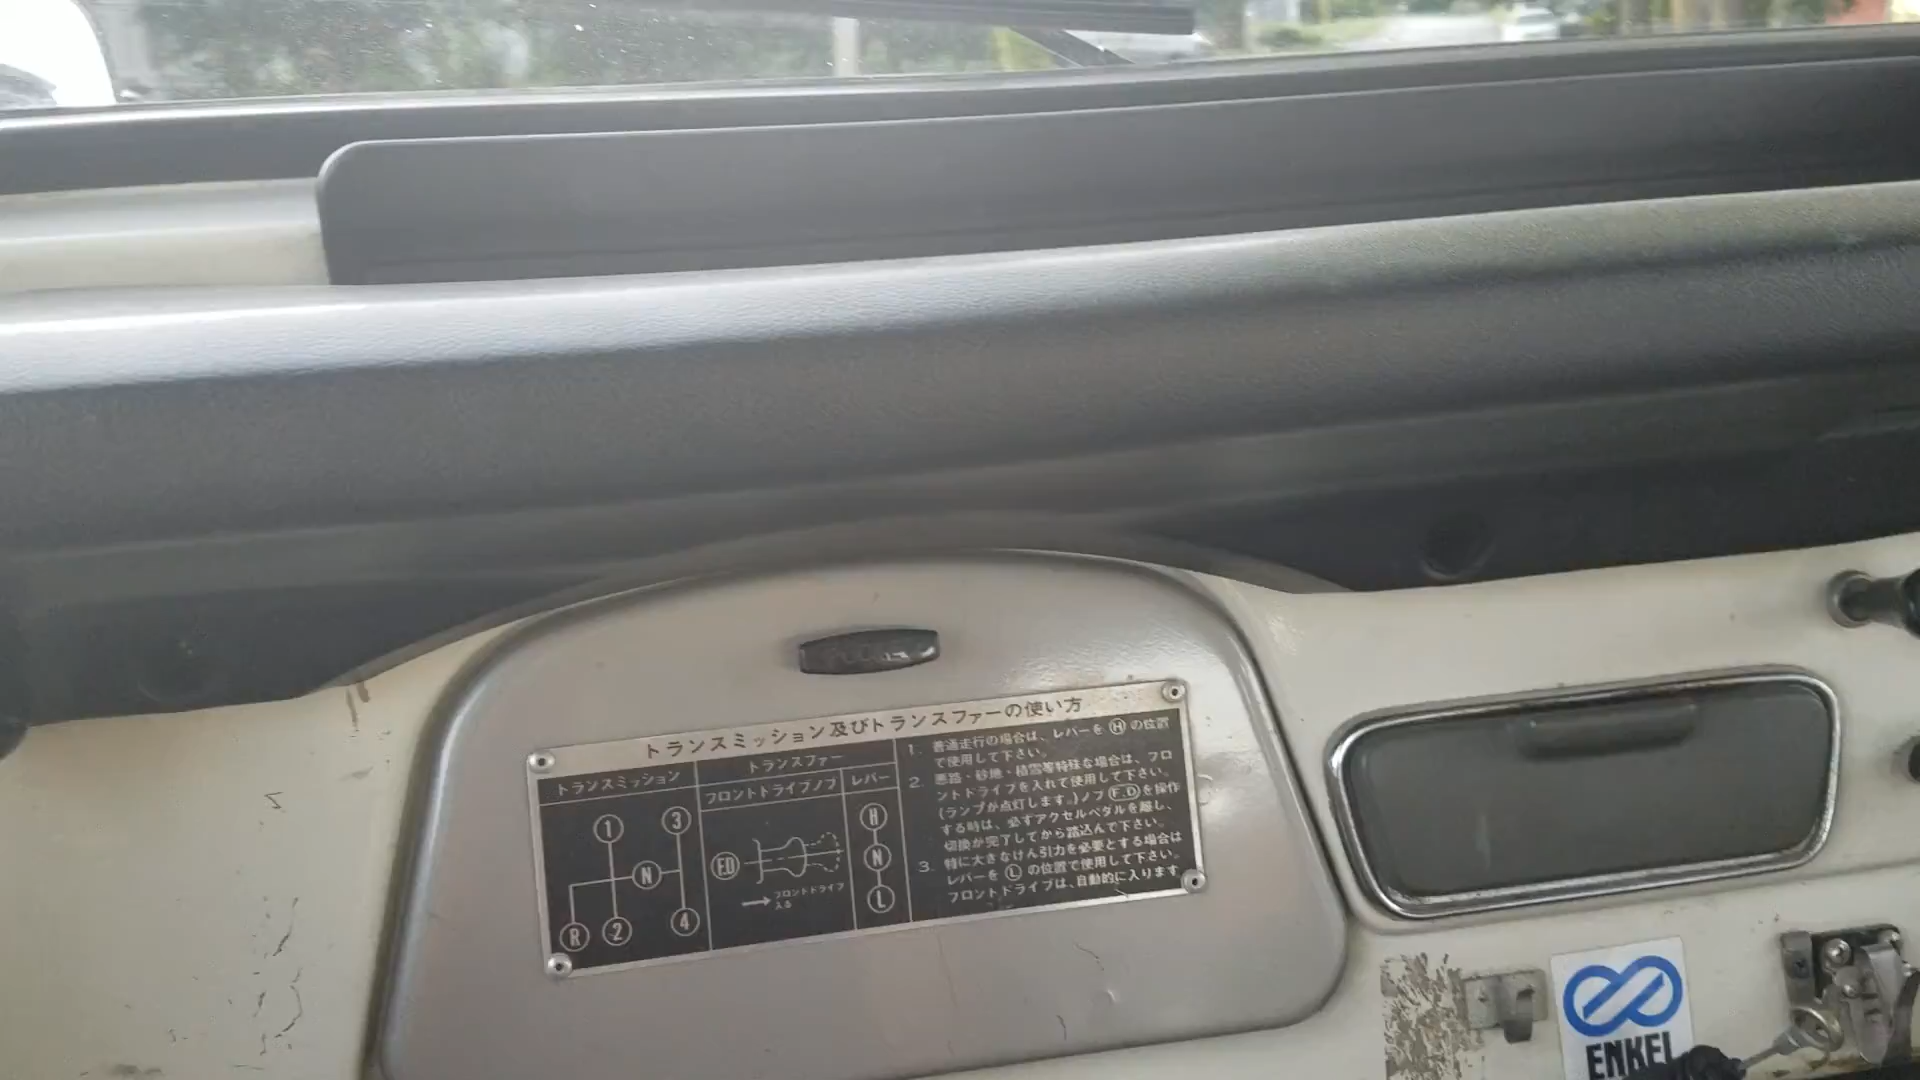 トランスミッション及びトランスファーの使い方
トランスミッション
トランスファー
フロントドライブノブ
レバー
1
3
N
R
2
4
F.D
フロントドライブ
入る
H
N
L
1. 普通走行の場合は、レバーを Ⓗ の位置
で使用して下さい。
2. 悪路・砂地・積雪等特殊な場合は、フロ
ントドライブを入れて使用して下さい。
(ランプが点灯します。)ノブ F.D を操作
する時は、必ずアクセルペダルを離し、
切換が完了してから踏込んで下さい。
3. 特に大きなけん引力を必要とする場合は
レバーを Ⓛ の位置で使用して下さい。
フロントドライブは、自動的に入ります
ENKEI